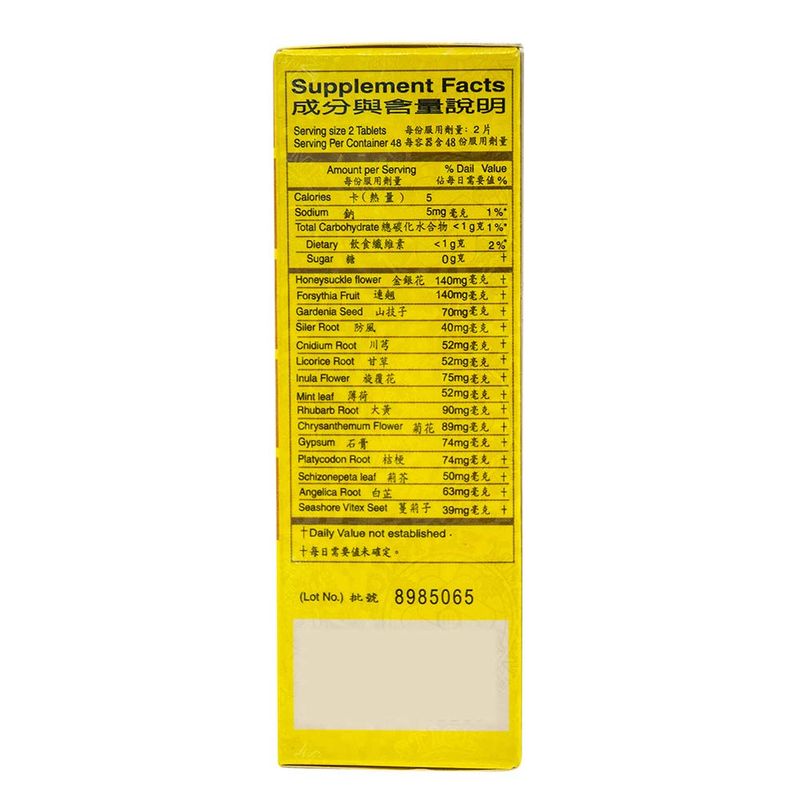 Supplement Facts
成分與含量說明
Serving size 2 Tablets 每份服用劑量：2 片
Serving Per Container 48 每容器含48 份服用劑量
Amount per Serving % Dail Value
每份服用劑量 佔每日需要值 %
Calories 卡（熱量） 5
Sodium 鈉 5mg 毫克 1%*
Total Carbohydrate 總碳化水合物 <1 g克 1%*
Dietary 飲食纖維素 <1 g克 2%*
Sugar 糖 0 g克 †
Honeysuckle flower 金銀花 140mg毫克 †
Forsythia Fruit 連翹 140mg毫克 †
Gardenia Seed 山技子 70mg毫克 †
Siler Root 防風 40mg毫克 †
Cnidium Root 川芎 52mg毫克 †
Licorice Root 甘草 52mg毫克 †
Inula Flower 旋覆花 75mg毫克 †
Mint leaf 薄荷 52mg毫克 †
Rhubarb Root 大黃 90mg毫克 †
Chrysanthemum Flower 菊花 89mg毫克 †
Gypsum 石膏 74mg毫克 †
Platycodon Root 桔梗 74mg毫克 †
Schizonepeta leaf 荊芥 50mg毫克 †
Angelica Root 白芷 63mg毫克 †
Seashore Vitex Seet 蔓荊子 39mg毫克 †
†Daily Value not established .
†每日需要值未確定。
(Lot No.) 批號 8985065